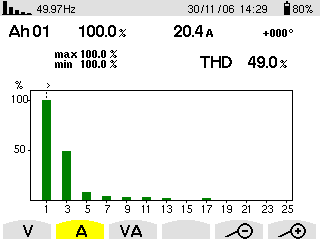 49.97Hz 30/11/06 14:29 80%
Ah 01 100.0% 20.4A +000°
max 100.0 %
min 100.0 %
THD 49.0%
%
100
50
1 3 5 7 9 11 13 15 17 19 21 23 25
V A VA